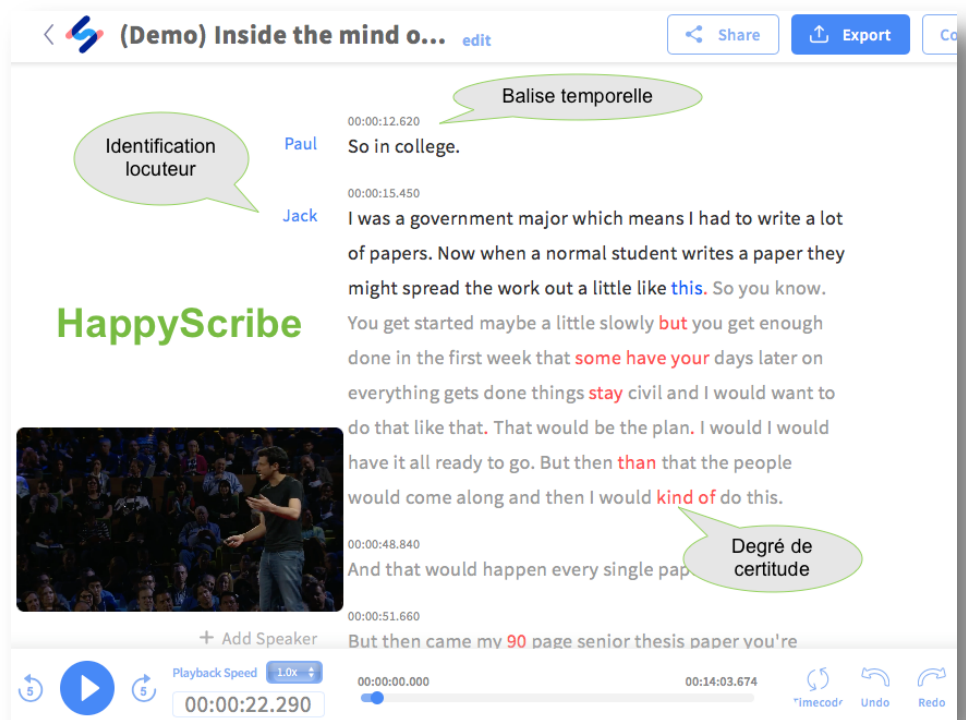 (Demo) Inside the mind o... edit
Share
Export
Co
Balise temporelle
Identification
locuteur
00:00:12.620
Paul So in college.
00:00:15.450
Jack I was a government major which means I had to write a lot
of papers. Now when a normal student writes a paper they
might spread the work out a little like this. So you know.
HappyScribe
You get started maybe a little slowly but you get enough
done in the first week that some have your days later on
everything gets done things stay civil and I would want to
do that like that. That would be the plan. I would I would
have it all ready to go. But then than that the people
would come along and then I would kind of do this.
Degré de
certitude
00:00:48.840
And that would happen every single pap
00:00:51.660
+ Add Speaker
But then came my 90 page senior thesis paper you're
5
5
Playback Speed 1.0x
00:00:22.290
00:00:00.000
00:14:03.674
Timecode
Undo
Redo